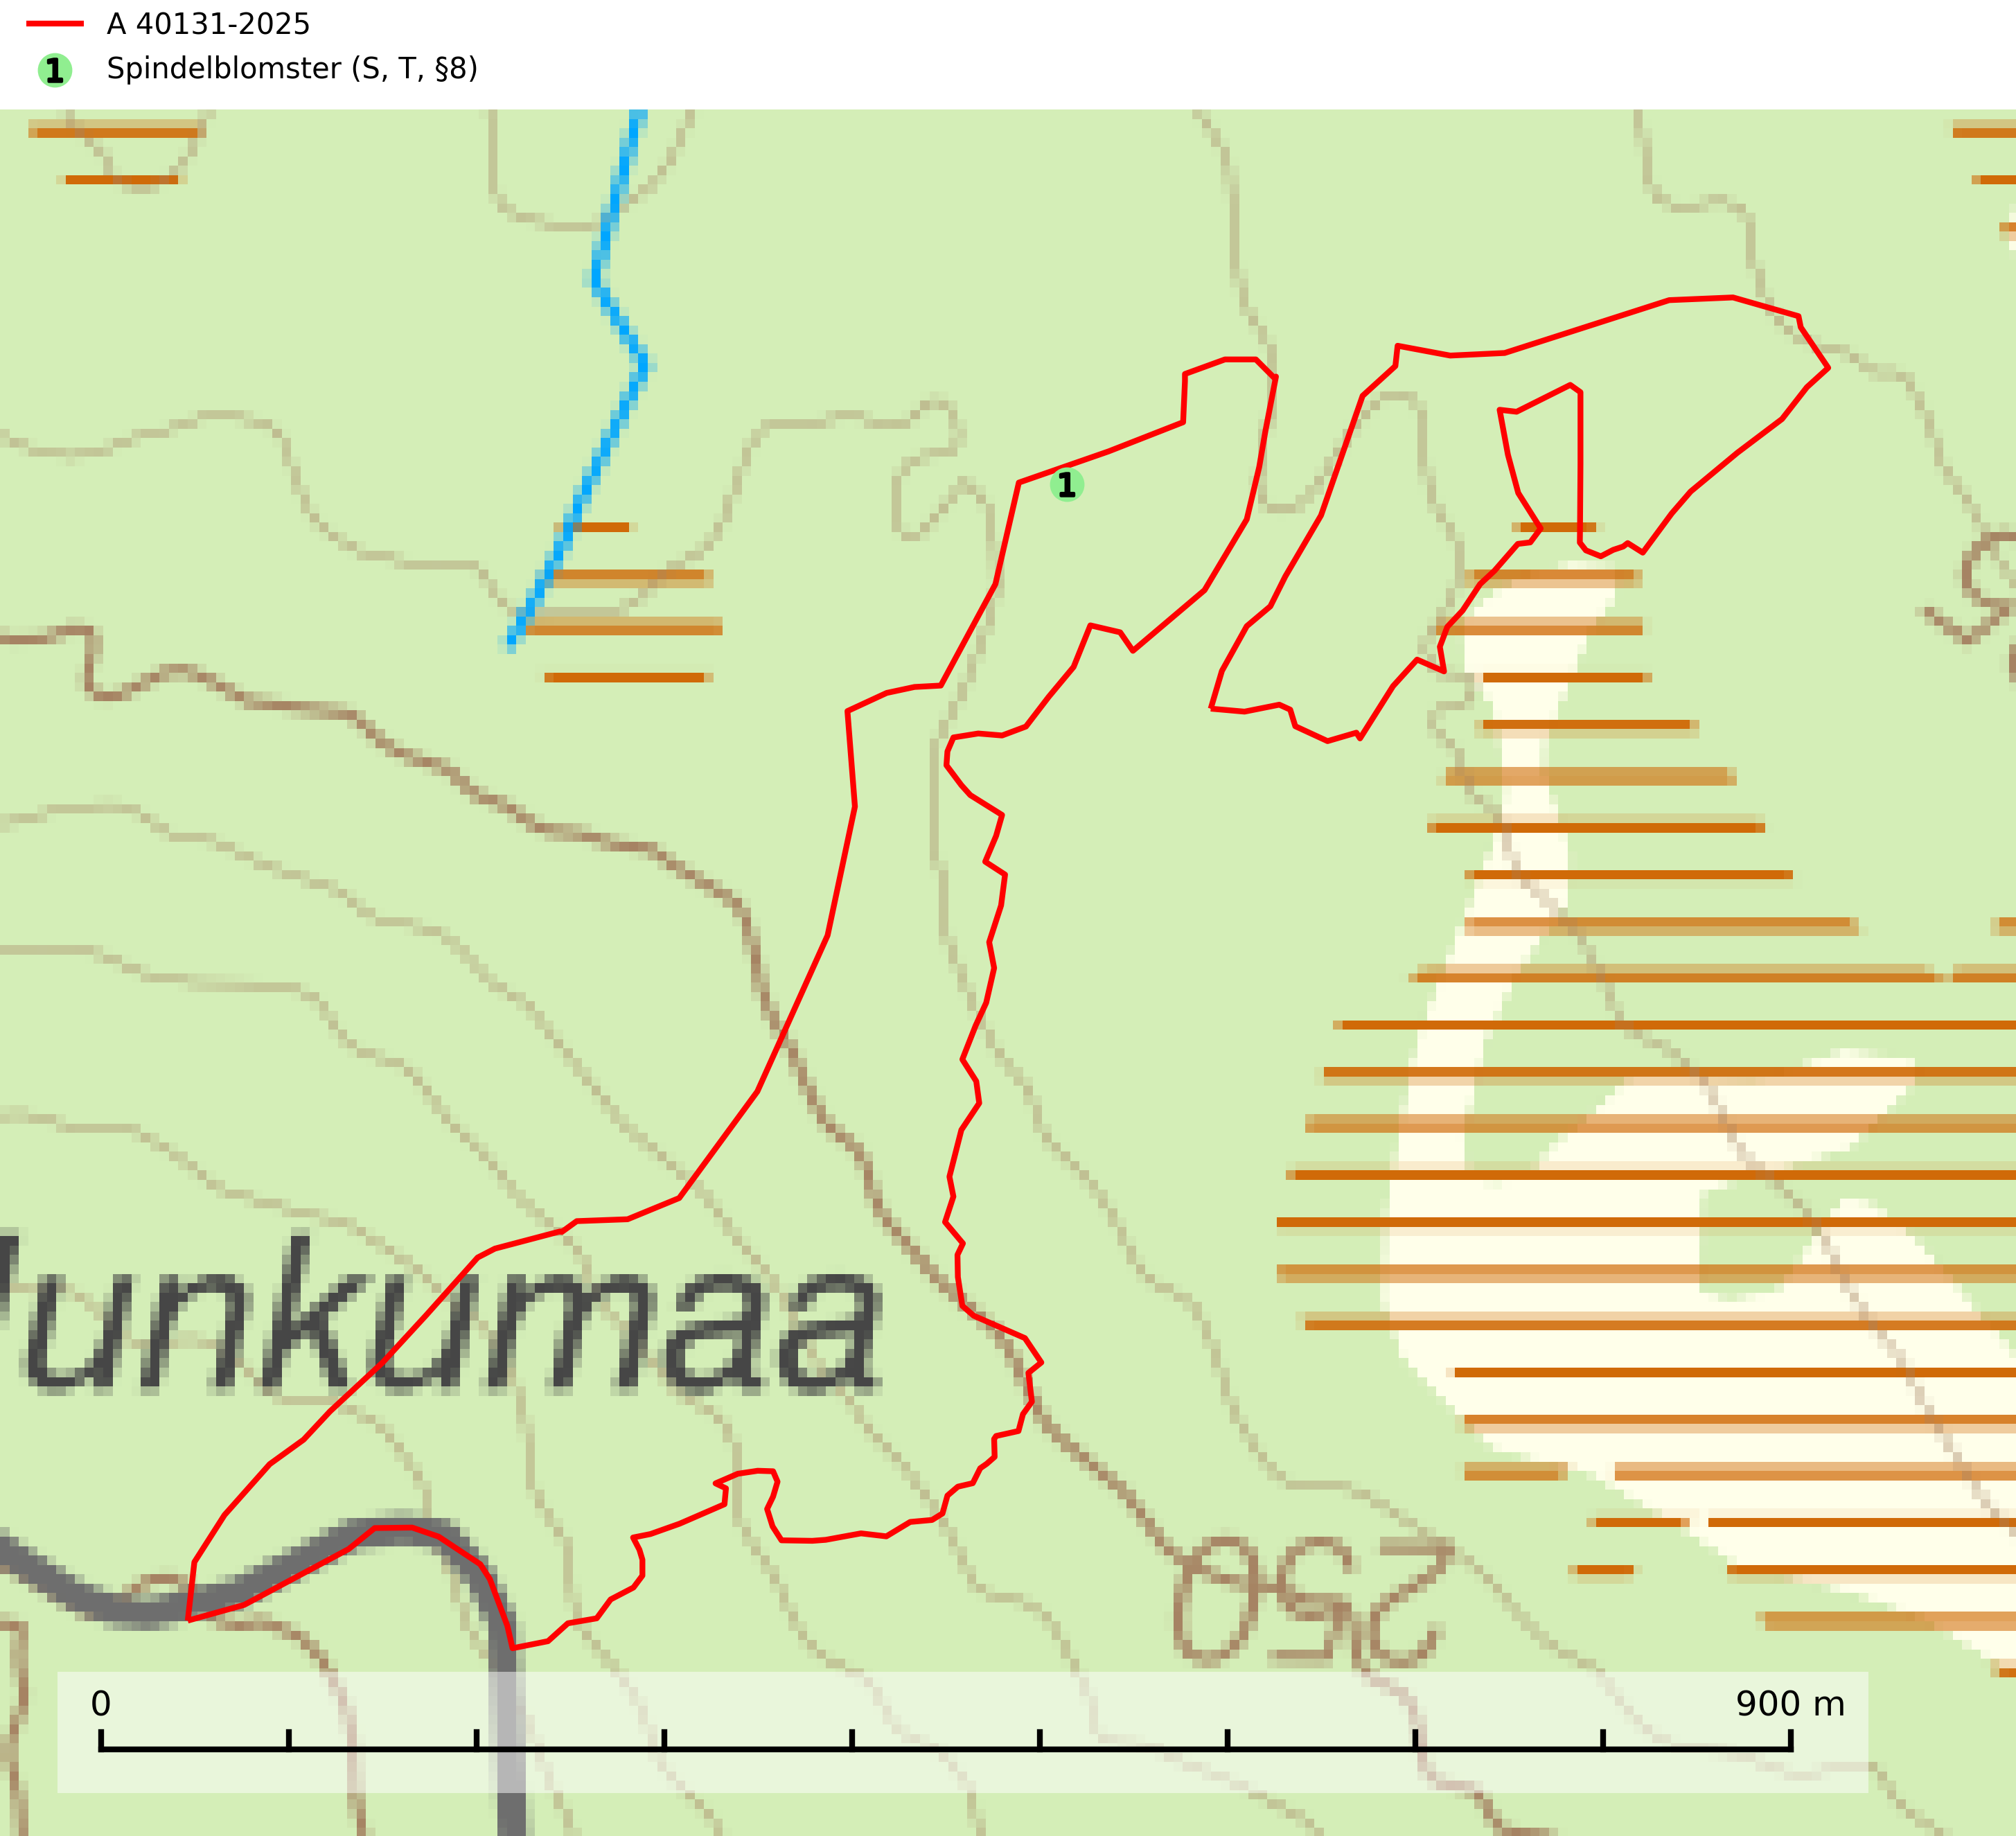 A 40131-2025
1 Spindelblomster (S, T, §8)
1
unkumaa
250
0 900 m